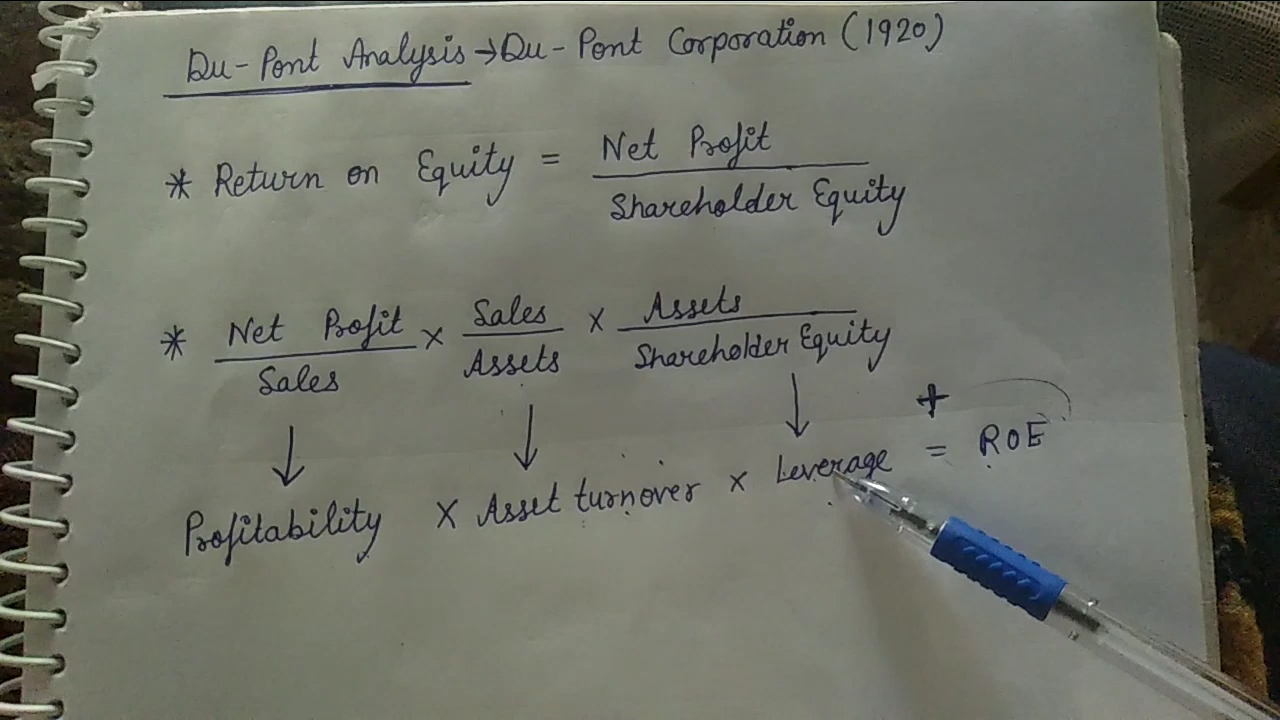 Du-Pont Analysis → Du-Pont Corporation (1920)
* Return on Equity = Net Profit
Shareholder Equity
* Net Profit × Sales × Assets
Sales Assets Shareholder Equity
+
Profitability × Asset turnover × Leverage = ROE